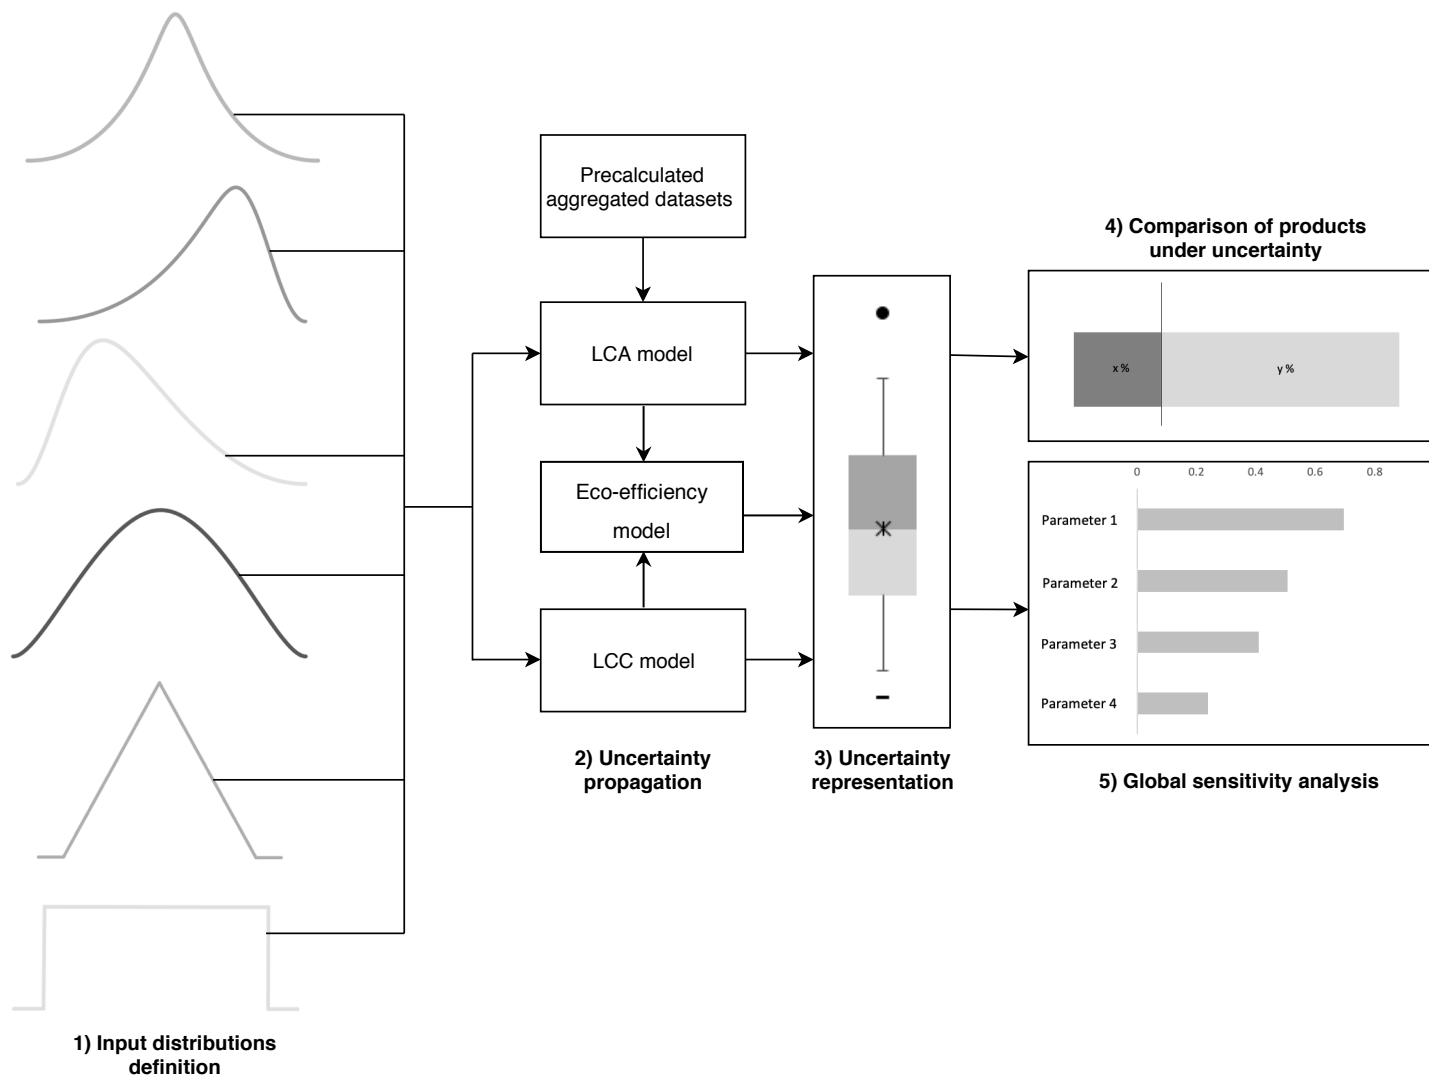 Precalculated
aggregated datasets
LCA model
Eco-efficiency
model
LCC model
2) Uncertainty
propagation
3) Uncertainty
representation
4) Comparison of products
under uncertainty
x %
y %
0
0.2
0.4
0.6
0.8
Parameter 1
Parameter 2
Parameter 3
Parameter 4
5) Global sensitivity analysis
1) Input distributions
definition